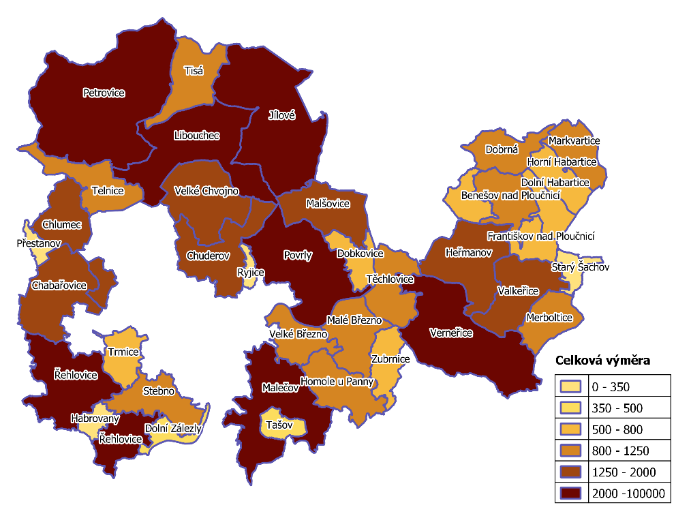 Tisá
Petrovice
Jílové
Libouchec
Markvartice
Dobrná
Horní Habartice
Dolní Habartice
Benešov nad Ploučnicí
Telnice
Velké Chvojno
Malšovice
Chlumec
Přestanov
Františkov nad Ploučnicí
Chuderov
Povrly
Dobkovice
Heřmanov
Starý Šachov
Ryjice
Těchlovice
Chabařovice
Valkeřice
Merboltice
Malé Březno
Velké Březno
Verneřice
Trmice
Zubrnice
Celková výměra
Řehlovice
Homole u Panny
Malečov
Stebno
0 - 350
350 - 500
Habrovany
Tašov
Dolní Zálezly
500 - 800
Řehlovice
800 - 1250
1250 - 2000
2000 -100000